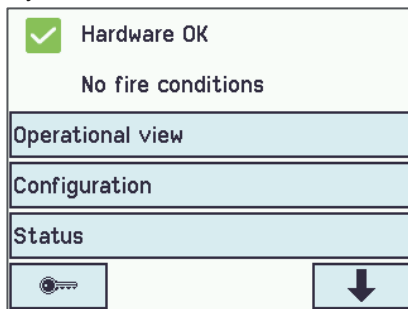 Hardware OK
No fire conditions
Operational view
Configuration
Status